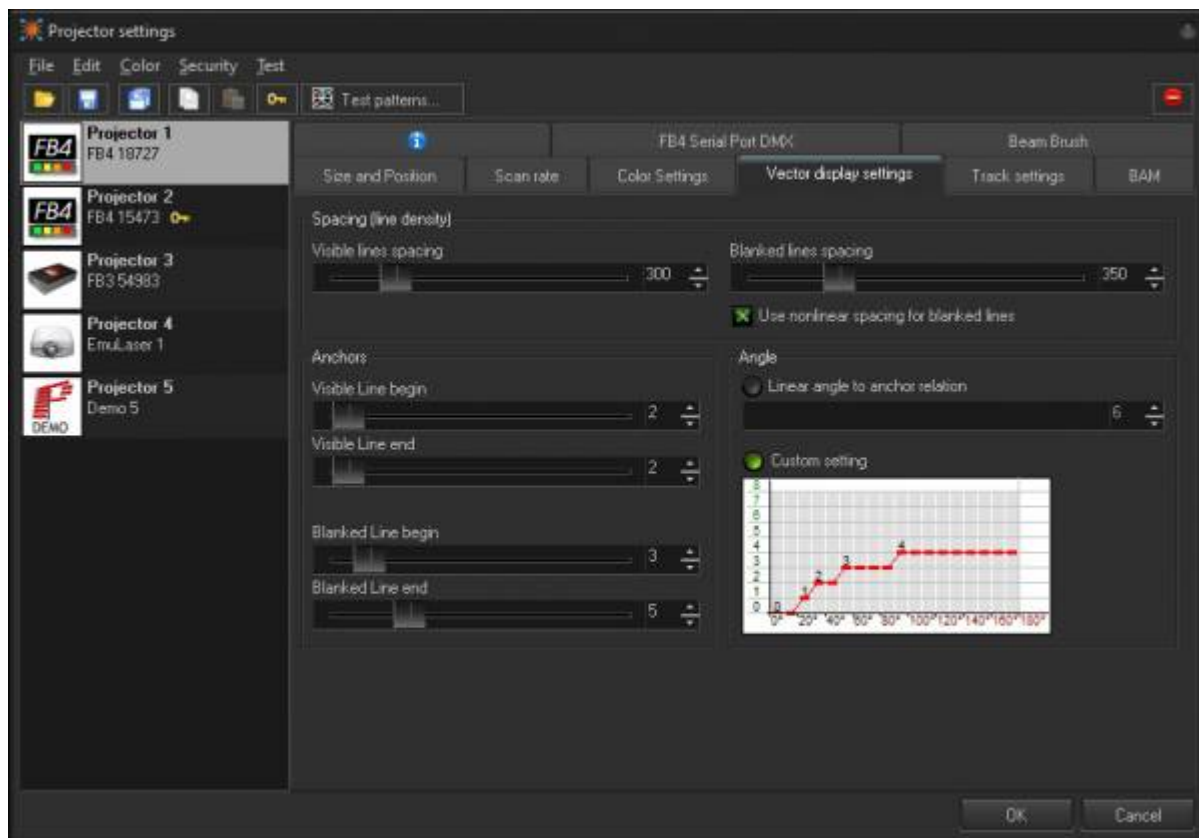 Projector settings
File Edit Color Security Test
Test patterns...
FB4
Projector 1
FB4 18727
FB4
Projector 2
FB4 15473
Projector 3
FB3 54983
Projector 4
EmuLaser 1
DEMO
Projector 5
Demo 5
FB4 Serial Port DMX
Beam Brush
Size and Position
Scan rate
Color Settings
Vector display settings
Track settings
BAM
Spacing (line density)
Visible lines spacing
300
Blanked lines spacing
350
Use nonlinear spacing for blanked lines
Anchors
Visible Line begin
2
Visible Line end
2
Blanked Line begin
3
Blanked Line end
5
Angle
Linear angle to anchor relation
6
Custom setting
8
7
6
5
4
3
2
1
0
0 1 2 3 4
0° 20° 40° 60° 80° 100° 120° 140° 160° 180°
OK
Cancel